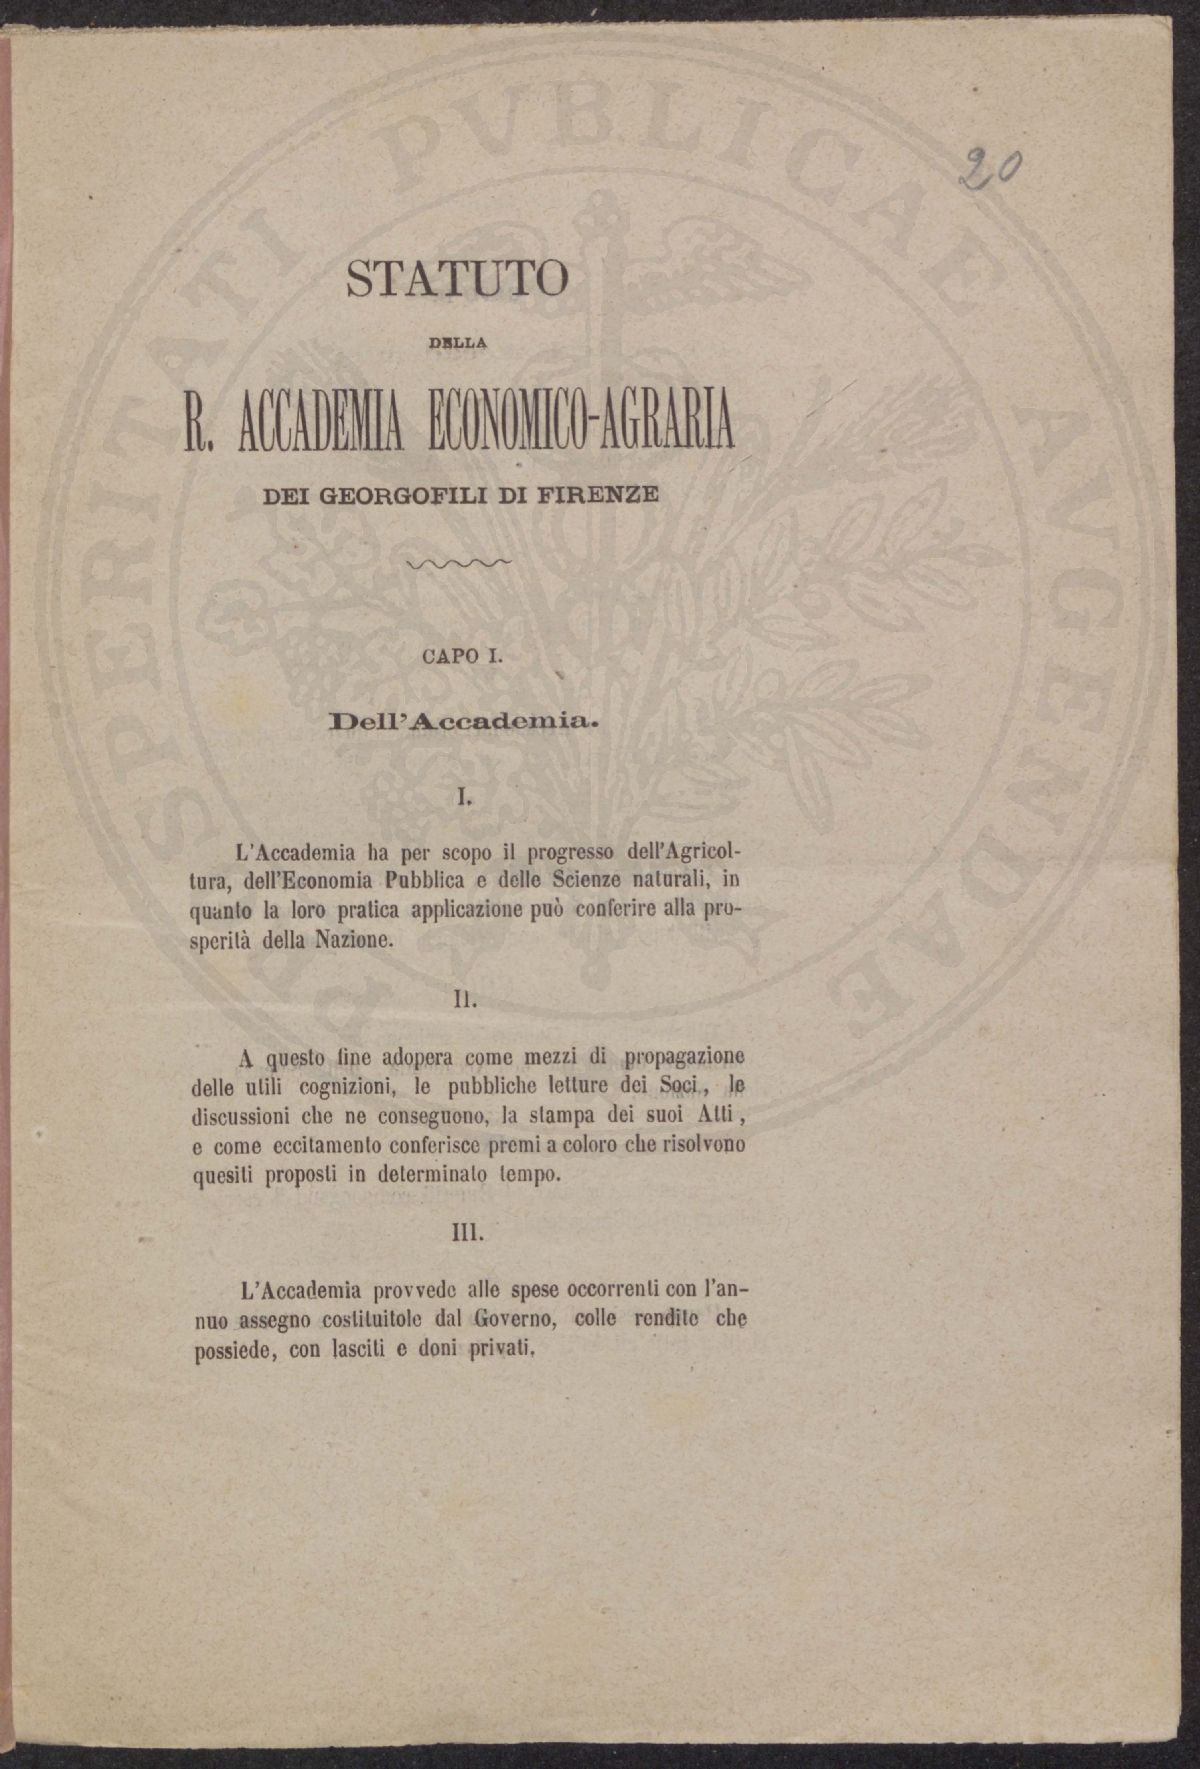 PROSPERITATI PVBLICAE AVGENDAE
20
STATUTO
DELLA
R. ACCADEMIA ECONOMICO-AGRARIA
DEI GEORGOFILI DI FIRENZE
CAPO I.
Dell'Accademia.
I.
L'Accademia ha per scopo il progresso dell'Agricol-
tura, dell'Economia Pubblica e delle Scienze naturali, in
quanto la loro pratica applicazione può conferire alla pro-
sperità della Nazione.
II.
A questo fine adopera come mezzi di propagazione
delle utili cognizioni, le pubbliche letture dei Soci, le
discussioni che ne conseguono, la stampa dei suoi Atti,
e come eccitamento conferisce premi a coloro che risolvono
quesiti proposti in determinato tempo.
III.
L'Accademia provvede alle spese occorrenti con l'an-
nuo assegno costituitole dal Governo, colle rendite che
possiede, con lasciti e doni privati.